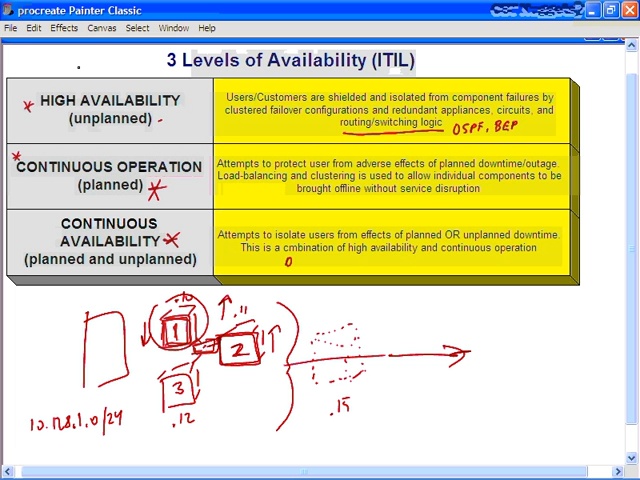 procreate Painter Classic
File Edit Effects Canvas Select Movie Window Help
3 Levels of Availability (ITIL)
HIGH AVAILABILITY
(unplanned)
Users/Customers are shielded and isolated from component failures by
clustered failover configurations and redundant appliances, circuits, and
routing/switching logic
OSPF, BGP
CONTINUOUS OPERATION
(planned)
Attempts to protect user from adverse effects of planned downtime/outage.
Load-balancing and clustering is used to allow individual components to be
brought offline without service disruption
CONTINUOUS
AVAILABILITY
(planned and unplanned)
Attempts to isolate users from effects of planned OR unplanned downtime.
This is a cmbination of high availability and continuous operation
.10
.11
1
2
3
.12
.15
10.128.1.0/24